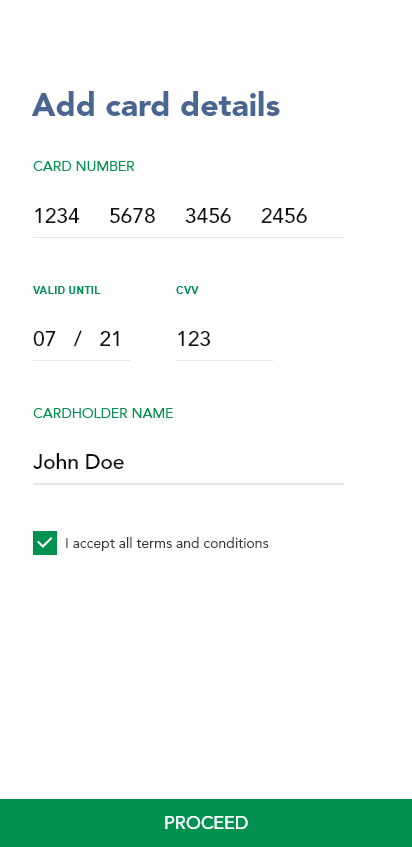 Add card details
CARD NUMBER
1234 5678 3456 2456
VALID UNTIL CVV
07 / 21 123
CARDHOLDER NAME
John Doe
I accept all terms and conditions
PROCEED